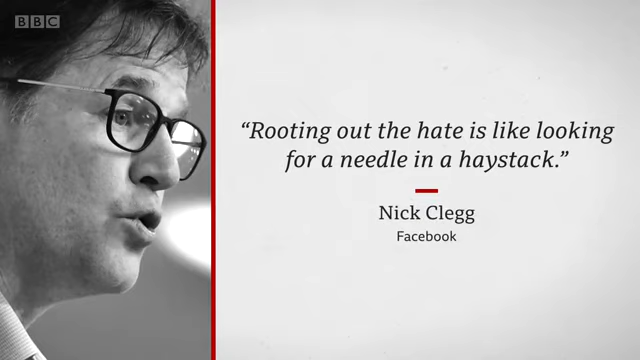 BBC
“Rooting out the hate is like looking
for a needle in a haystack.”
Nick Clegg
Facebook